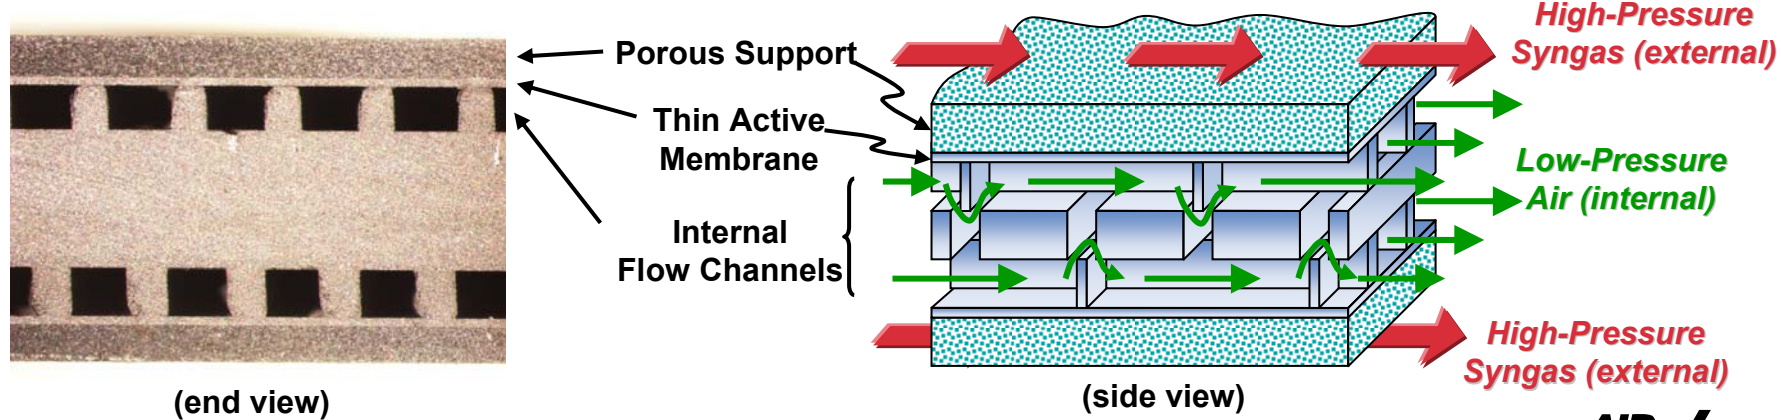 Porous Support
Thin Active
Membrane
Internal
Flow Channels
(end view)
High-Pressure
Syngas (external)
Low-Pressure
Air (internal)
High-Pressure
Syngas (external)
(side view)